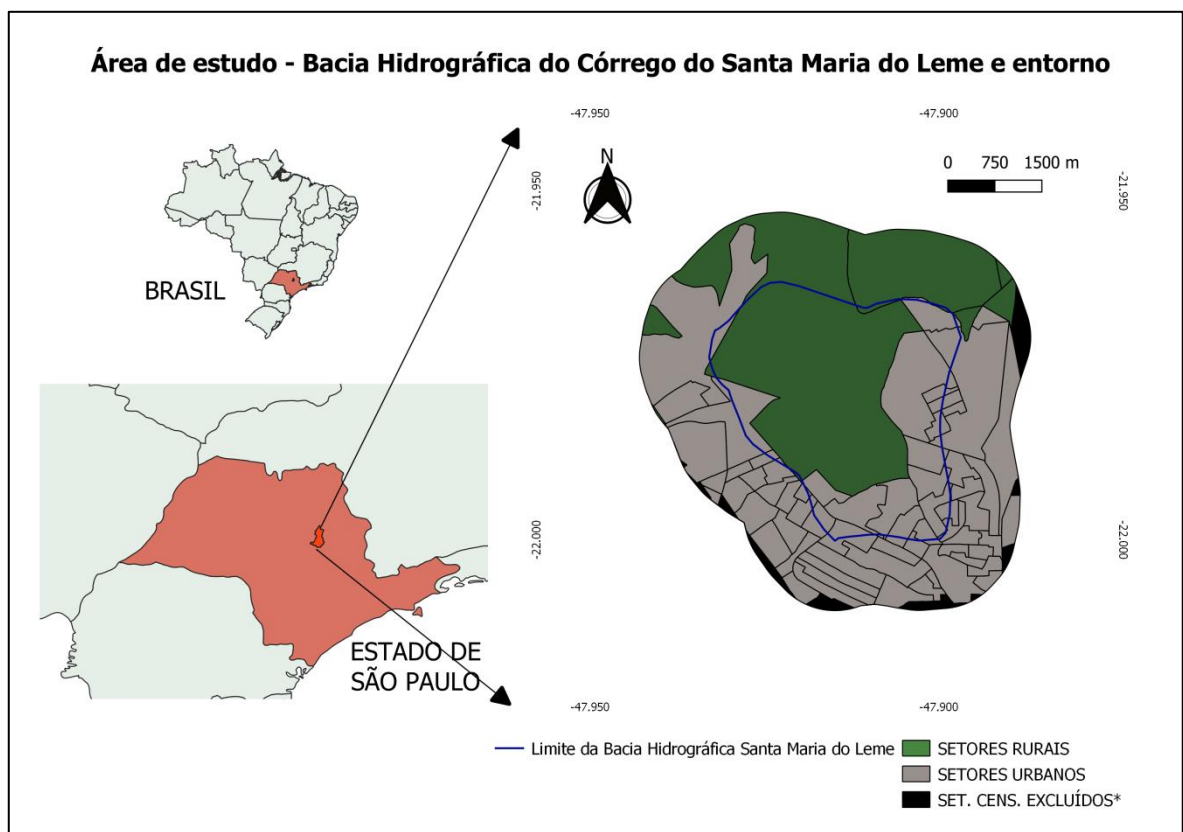 Área de estudo - Bacia Hidrográfica do Córrego do Santa Maria do Leme e entorno
-47.950
-47.900
N
0 750 1500 m
-21.950
-21.950
BRASIL
-22.000
-22.000
ESTADO DE
SÃO PAULO
-47.950
-47.900
Limite da Bacia Hidrográfica Santa Maria do Leme
SETORES RURAIS
SETORES URBANOS
SET. CENS. EXCLUÍDOS*